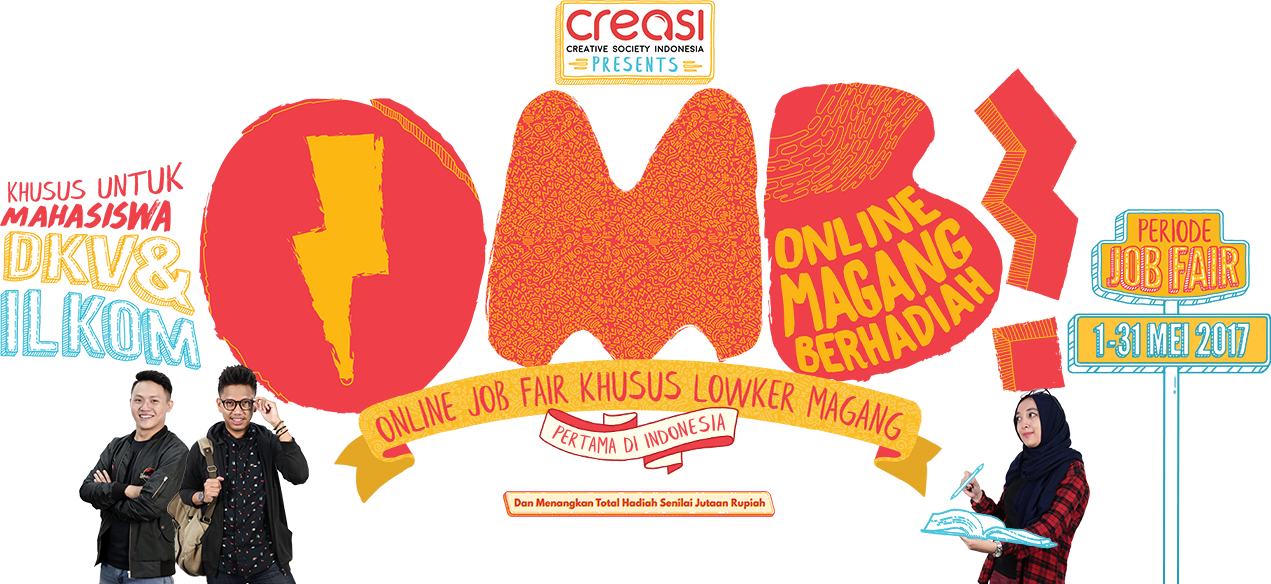 CREASI
CREATIVE SOCIETY INDONESIA
PRESENTS
KHUSUS UNTUK
MAHASISWA
DKV&
ILKOM
OMB!
ONLINE
MAGANG
BERHADIAH
PERIODE
JOB FAIR
1-31 MEI 2017
ONLINE JOB FAIR KHUSUS LOWKER MAGANG
PERTAMA DI INDONESIA
Dan Menangkan Total Hadiah Senilai Jutaan Rupiah